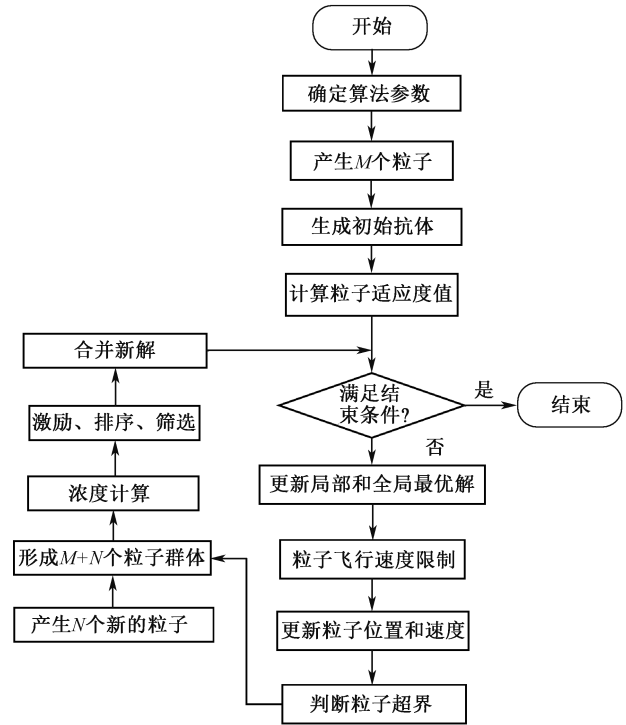 开始
确定算法参数
产生M个粒子
生成初始抗体
计算粒子适应度值
合并新解
满足结
束条件?
是
结束
激励、排序、筛选
否
更新局部和全局最优解
浓度计算
粒子飞行速度限制
形成M+N个粒子群体
产生N个新的粒子
更新粒子位置和速度
判断粒子超界